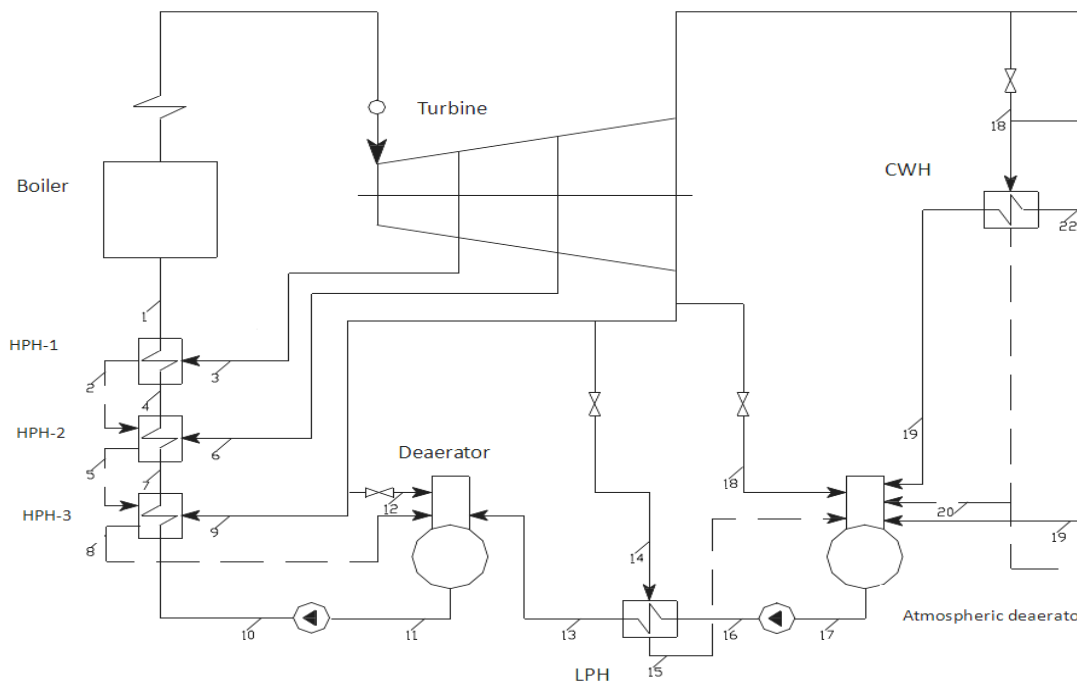 Turbine
18
CWH
Boiler
22
1
HPH-1
2
3
4
HPH-2
5
6
7
Deaerator
19
HPH-3
12
18
8
9
20
19
14
10
11
13
16
17
Atmospheric deaerato
15
LPH